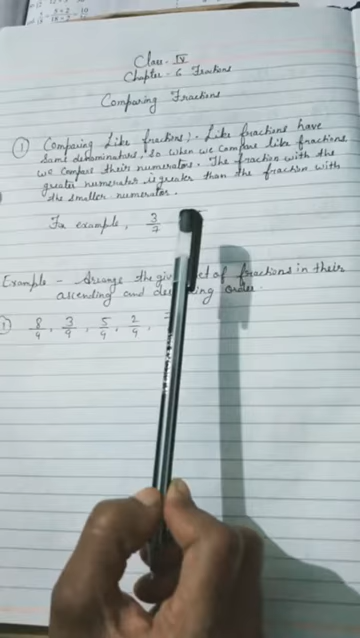 Class - IV
Chapter - 6 Fractions
Comparing Fractions
① Comparing Like fractions:- Like fractions have
same denominators, so when we compare like fractions
we compare their numerators. The fraction with the
greater numerator is greater than the fraction with
the smaller numerator.
For example, 3/7
Example - Arrange the given set of fractions in their
ascending and descending order.
8/9, 3/9, 5/9, 2/9,